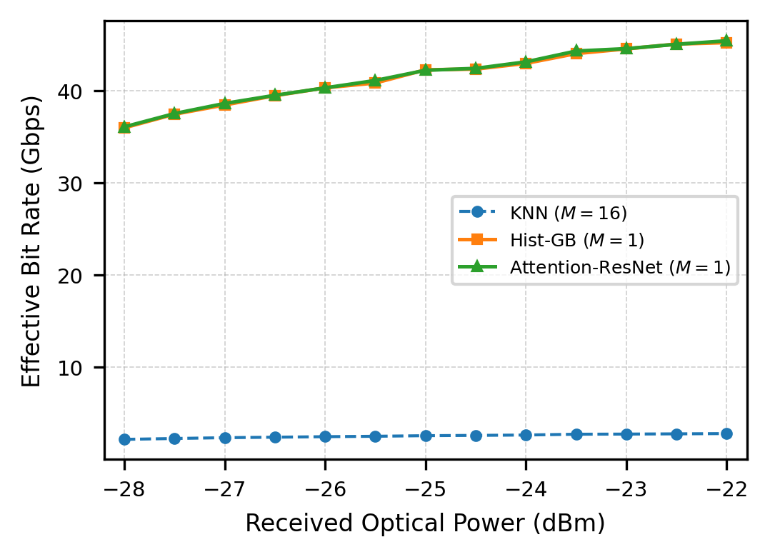 Effective Bit Rate (Gbps)
40
30
20
10
KNN (M = 16)
Hist-GB (M = 1)
Attention-ResNet (M = 1)
−28 −27 −26 −25 −24 −23 −22
Received Optical Power (dBm)